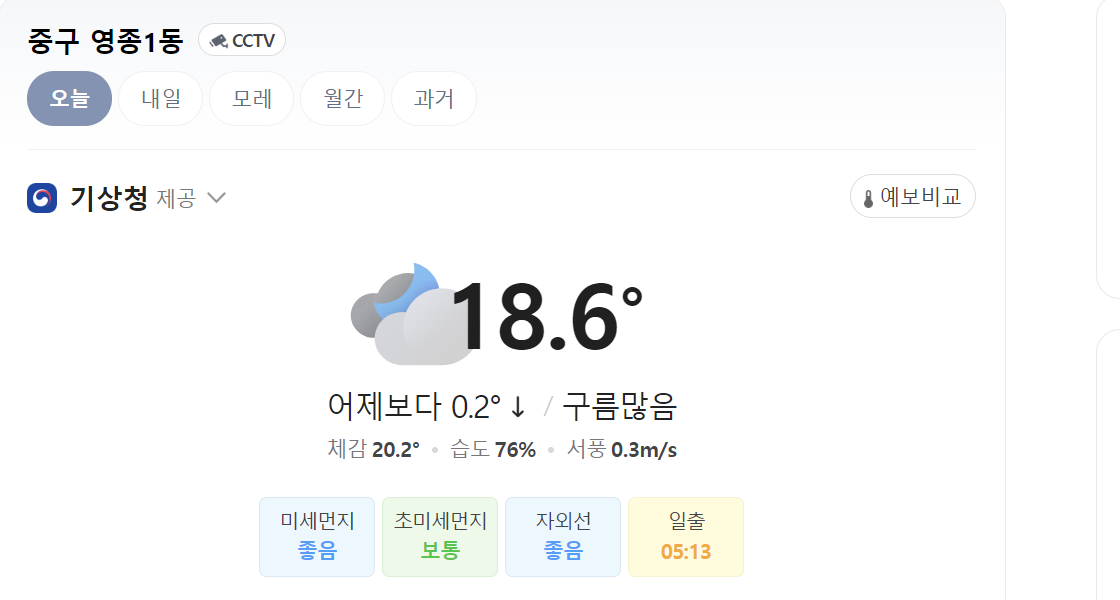 중구 영종1동 CCTV
오늘 내일 모레 월간 과거
기상청 제공 예보비교
18.6°
어제보다 0.2° ↓ / 구름많음
체감 20.2° • 습도 76% • 서풍 0.3m/s
미세먼지 초미세먼지 자외선 일출
좋음 보통 좋음 05:13